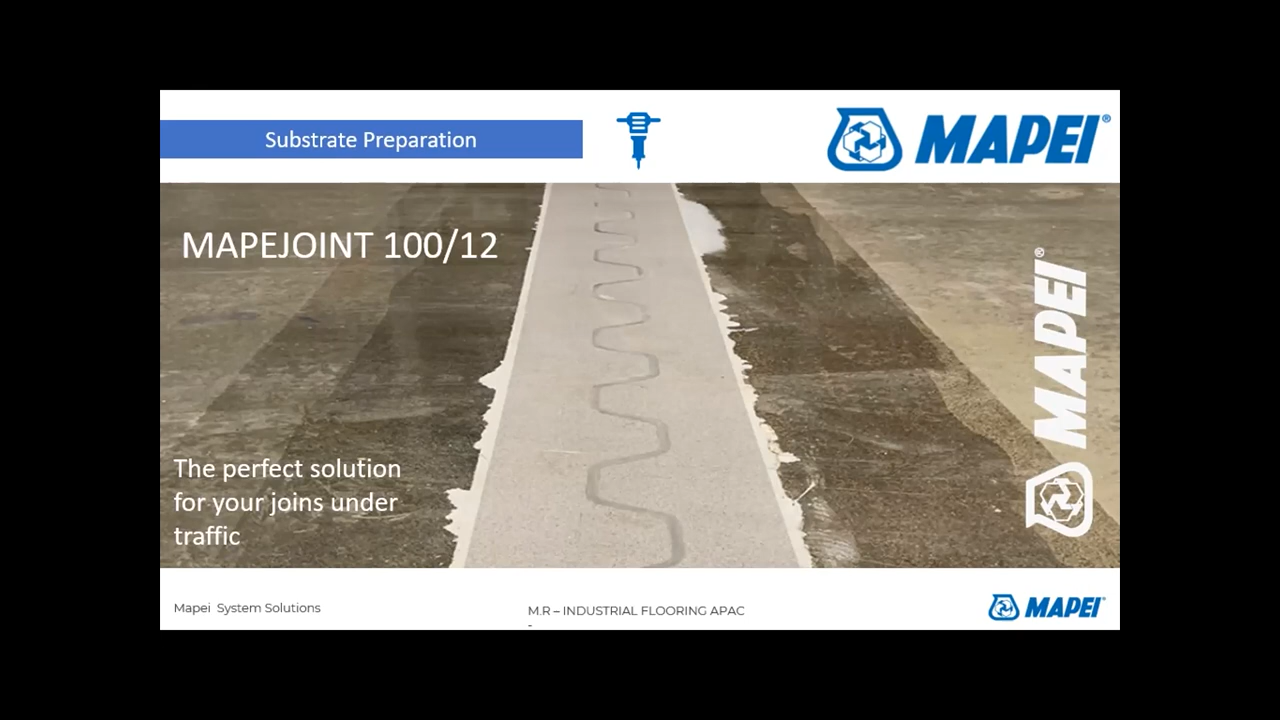 Substrate Preparation
MAPEI®
MAPEJOINT 100/12
MAPEI®
The perfect solution
for your joins under
traffic
Mapei System Solutions
M.R – INDUSTRIAL FLOORING APAC
-
MAPEI®